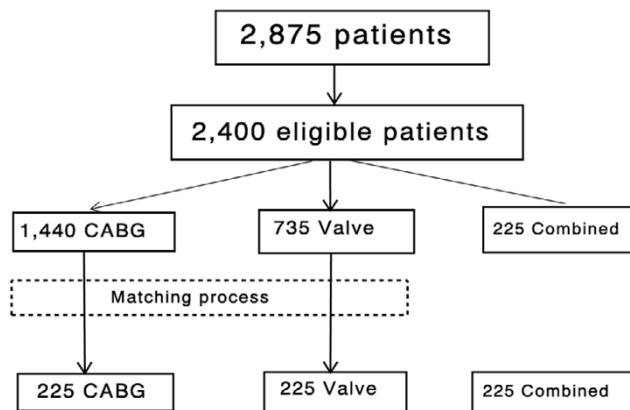 2,875 patients
2,400 eligible patients
1,440 CABG
735 Valve
225 Combined
Matching process
225 CABG
225 Valve
225 Combined